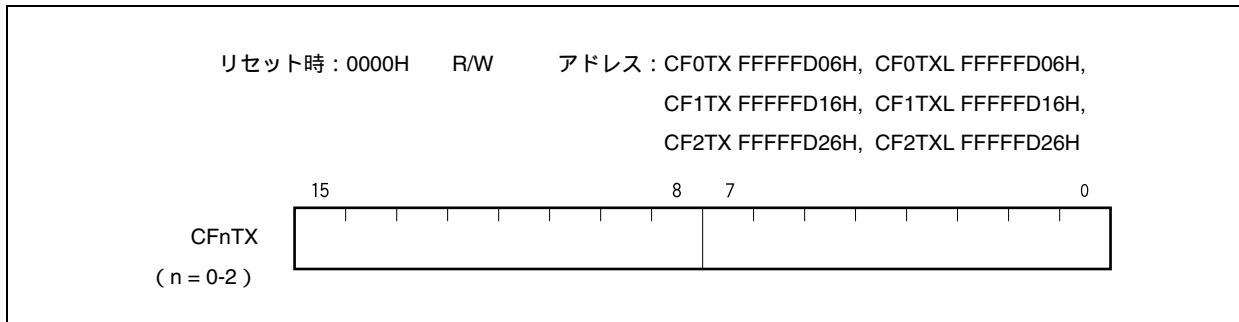 リセット時：0000H R/W アドレス：CF0TX FFFFFD06H, CF0TXL FFFFFD06H,
CF1TX FFFFFD16H, CF1TXL FFFFFD16H,
CF2TX FFFFFD26H, CF2TXL FFFFFD26H
15 8 7 0
CFnTX
（n = 0-2）